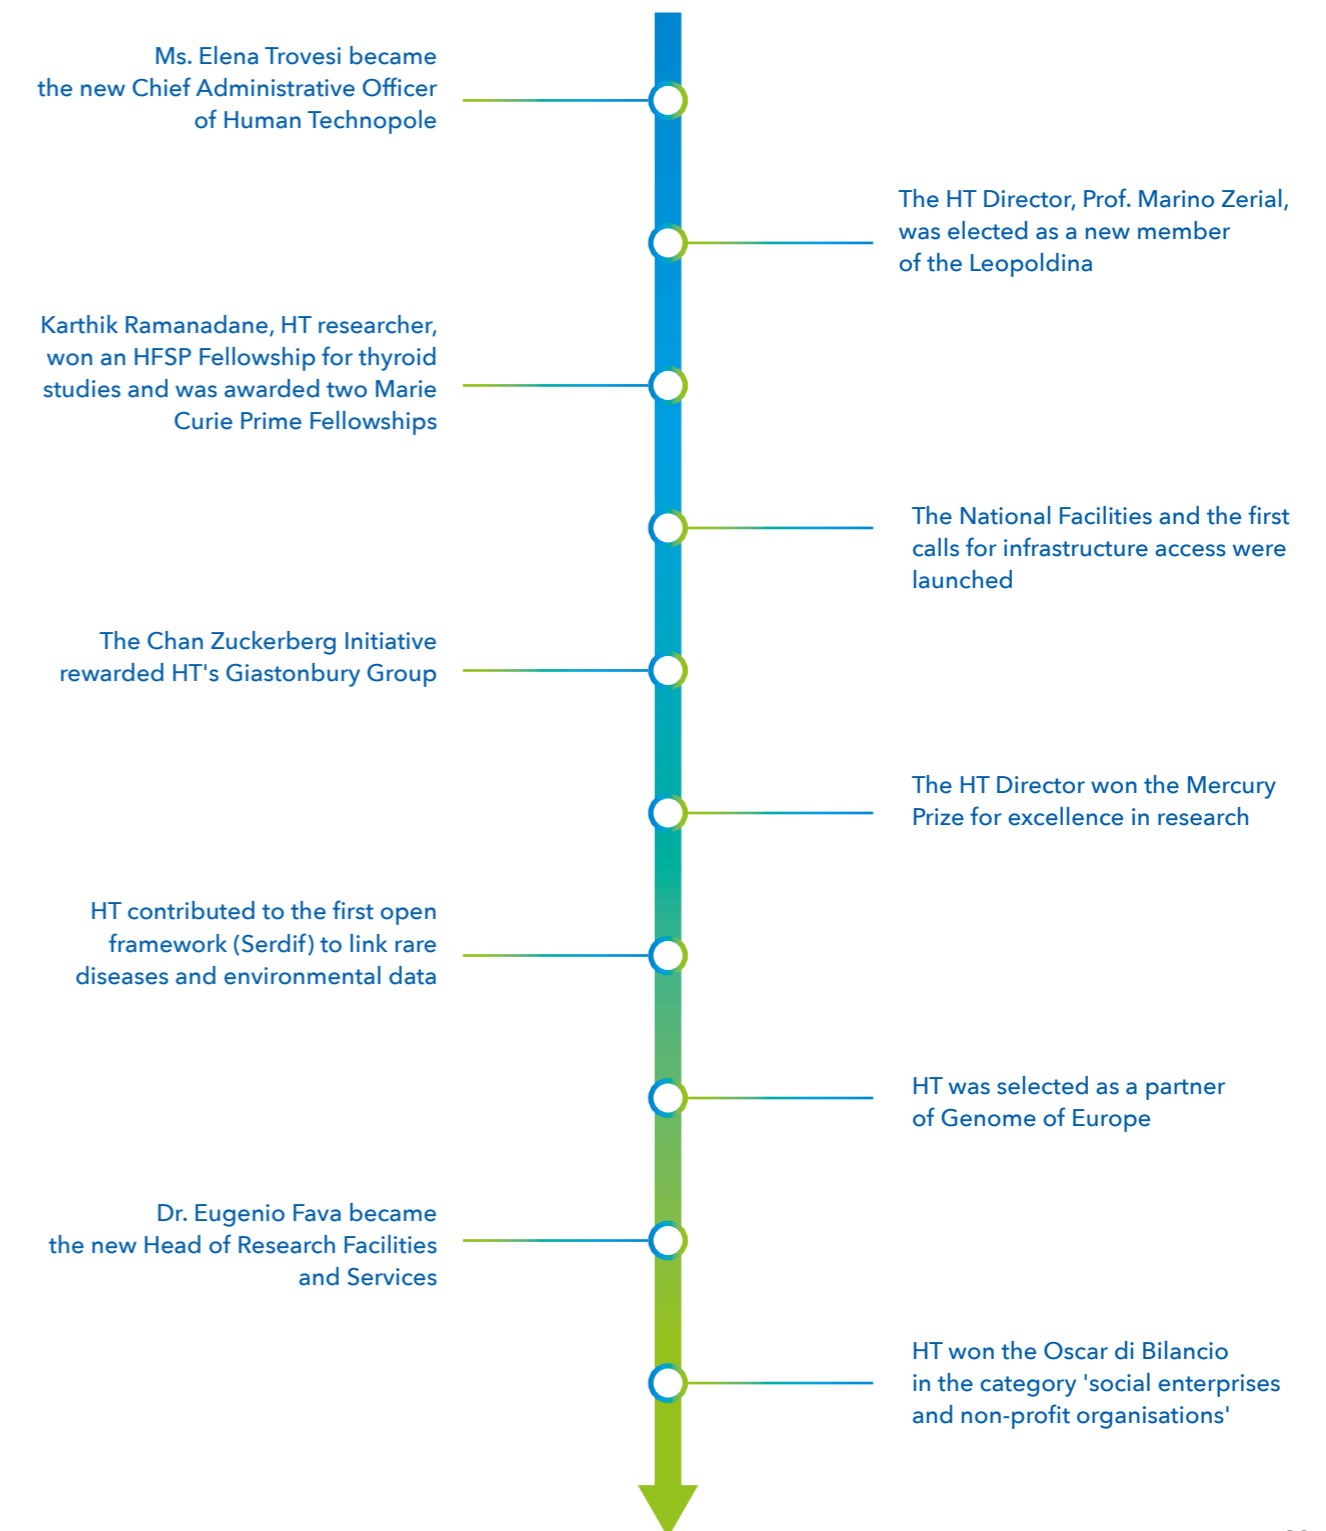 Ms. Elena Trovesi became
the new Chief Administrative Officer
of Human Technopole
The HT Director, Prof. Marino Zerial,
was elected as a new member
of the Leopoldina
Karthik Ramanadane, HT researcher,
won an HFSP Fellowship for thyroid
studies and was awarded two Marie
Curie Prime Fellowships
The National Facilities and the first
calls for infrastructure access were
launched
The Chan Zuckerberg Initiative
rewarded HT's Giastonbury Group
The HT Director won the Mercury
Prize for excellence in research
HT contributed to the first open
framework (Serdif) to link rare
diseases and environmental data
HT was selected as a partner
of Genome of Europe
Dr. Eugenio Fava became
the new Head of Research Facilities
and Services
HT won the Oscar di Bilancio
in the category 'social enterprises
and non-profit organisations'